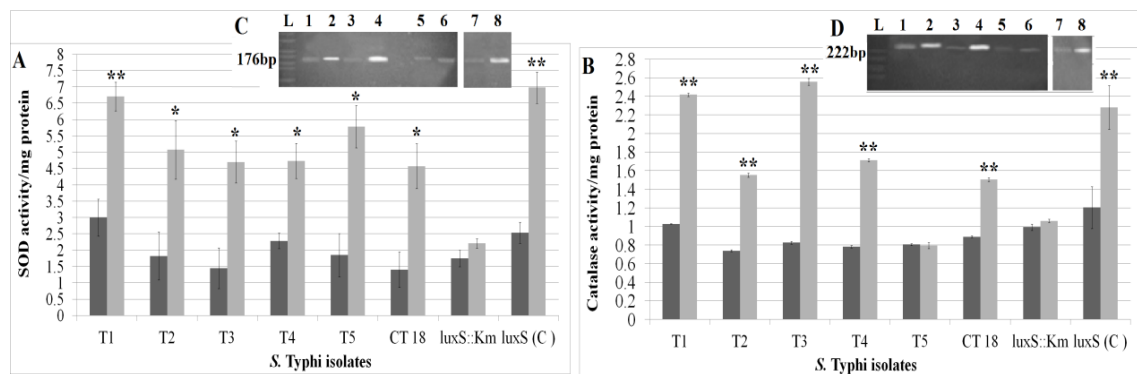 C
L 1 2 3 4 5 6 7 8
176bp
A
SOD activity/mg protein
8
7.5
7
6.5
6
5.5
5
4.5
4
3.5
3
2.5
2
1.5
1
0.5
0
** * * * * * **
T1 T2 T3 T4 T5 CT 18 luxS::Km luxS (C )
S. Typhi isolates
D
L 1 2 3 4 5 6 7 8
222bp
B
Catalase activity/mg protein
2.8
2.6
2.4
2.2
2
1.8
1.6
1.4
1.2
1
0.8
0.6
0.4
0.2
0
** ** ** ** ** **
T1 T2 T3 T4 T5 CT 18 luxS::Km luxS (C )
S. Typhi isolates